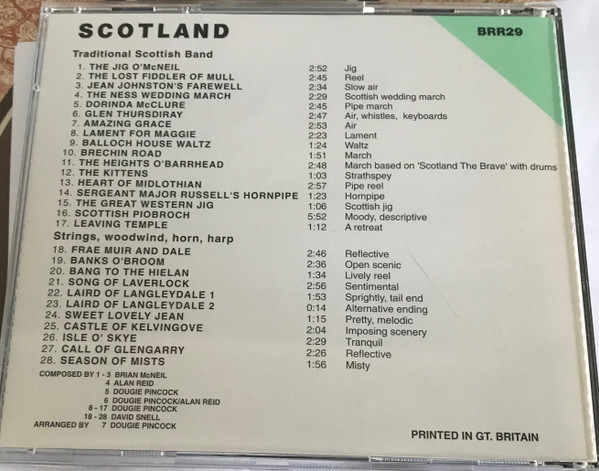 SCOTLAND
BRR29
Traditional Scottish Band
1. THE JIG O'McNEIL 2:52 Jig
2. THE LOST FIDDLER OF MULL 2:45 Reel
3. JEAN JOHNSTON'S FAREWELL 2:34 Slow air
4. THE NESS WEDDING MARCH 2:29 Scottish wedding march
5. DORINDA McCLURE 2:45 Pipe march
6. GLEN THURSDIRAY 2:47 Air, whistles, keyboards
7. AMAZING GRACE 2:53 Air
8. LAMENT FOR MAGGIE 2:23 Lament
9. BALLOCH HOUSE WALTZ 1:24 Waltz
10. BRECHIN ROAD 1:51 March
11. THE HEIGHTS O'BARRHEAD 2:48 March based on 'Scotland The Brave' with drums
12. THE KITTENS 1:03 Strathspey
13. HEART OF MIDLOTHIAN 2:57 Pipe reel
14. SERGEANT MAJOR RUSSELL'S HORNPIPE 1:23 Hornpipe
15. THE GREAT WESTERN JIG 1:06 Scottish jig
16. SCOTTISH PIOBROCH 5:52 Moody, descriptive
17. LEAVING TEMPLE 1:12 A retreat
Strings, woodwind, horn, harp
18. FRAE MUIR AND DALE 2:46 Reflective
19. BANKS O'BROOM 2:36 Open scenic
20. BANG TO THE HIELAN 1:34 Lively reel
21. SONG OF LAVERLOCK 2:56 Sentimental
22. LAIRD OF LANGLEYDALE 1 1:53 Sprightly, tail end
23. LAIRD OF LANGLEYDALE 2 0:14 Alternative ending
24. SWEET LOVELY JEAN 1:15 Pretty, melodic
25. CASTLE OF KELVINGOVE 2:04 Imposing scenery
26. ISLE O' SKYE 2:29 Tranquil
27. CALL OF GLENGARRY 2:26 Reflective
28. SEASON OF MISTS 1:56 Misty
COMPOSED BY 1 - 3 BRIAN McNEIL
4 ALAN REID
5 DOUGIE PINCOCK
6 DOUGIE PINCOCK/ALAN REID
8 - 17 DOUGIE PINCOCK
18 - 28 DAVID SNELL
ARRANGED BY 7 DOUGIE PINCOCK
PRINTED IN GT. BRITAIN